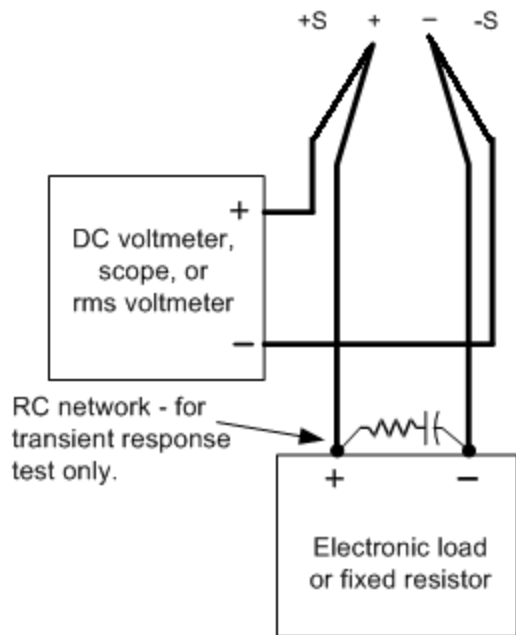 +S + − -S
+
DC voltmeter,
scope, or
rms voltmeter
−
RC network - for
transient response
test only.
+ −
Electronic load
or fixed resistor